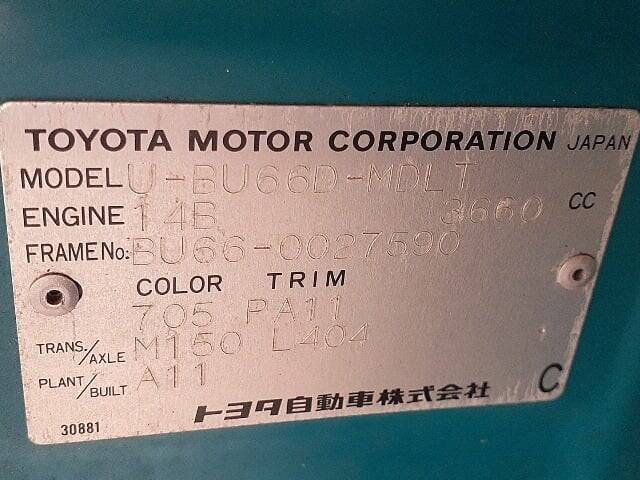 TOYOTA MOTOR CORPORATION JAPAN
MODEL U-BU66D-MDLT
ENGINE 14B 3660 CC
FRAME No: BU66-0027590
COLOR TRIM
705 PA11
TRANS./AXLE M150 L404
PLANT/BUILT A11
C
トヨタ自動車株式会社
30881